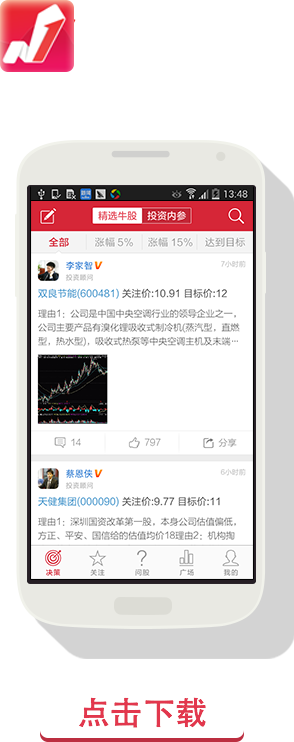 13:48
精选牛股 投资内参
全部 涨幅 5% 涨幅 15% 达到目标
李家智 V 7小时前
投资顾问
双良节能(600481) 关注价:10.91 目标价:12
理由1：公司是中国中央空调行业的领导企业之一，
公司主要产品有溴化锂吸收式制冷机(蒸汽型，直燃
型，热水型)，吸收式热泵等中央空调主机及末端…
14 797 分享
蔡恩侠 V 6小时前
投资顾问
天健集团(000090) 关注价:9.77 目标价:11
理由1；深圳国资改革第一股，本身公司估值偏低，
方正、平安、国信给的估值均价18理由2；机构掏
决策 关注 问股 广场 我的
点击下载